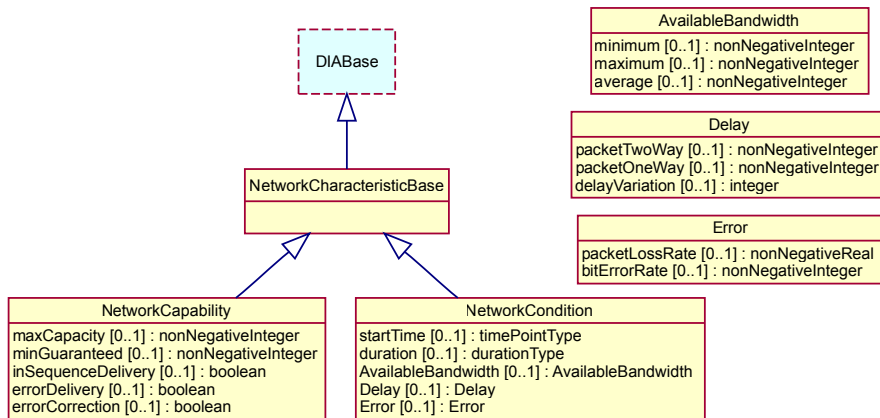 DIABase
NetworkCharacteristicBase
NetworkCapability
maxCapacity [0..1] : nonNegativeInteger
minGuaranteed [0..1] : nonNegativeInteger
inSequenceDelivery [0..1] : boolean
errorDelivery [0..1] : boolean
errorCorrection [0..1] : boolean
NetworkCondition
startTime [0..1] : timePointType
duration [0..1] : durationType
AvailableBandwidth [0..1] : AvailableBandwidth
Delay [0..1] : Delay
Error [0..1] : Error
AvailableBandwidth
minimum [0..1] : nonNegativeInteger
maximum [0..1] : nonNegativeInteger
average [0..1] : nonNegativeInteger
Delay
packetTwoWay [0..1] : nonNegativeInteger
packetOneWay [0..1] : nonNegativeInteger
delayVariation [0..1] : integer
Error
packetLossRate [0..1] : nonNegativeReal
bitErrorRate [0..1] : nonNegativeInteger